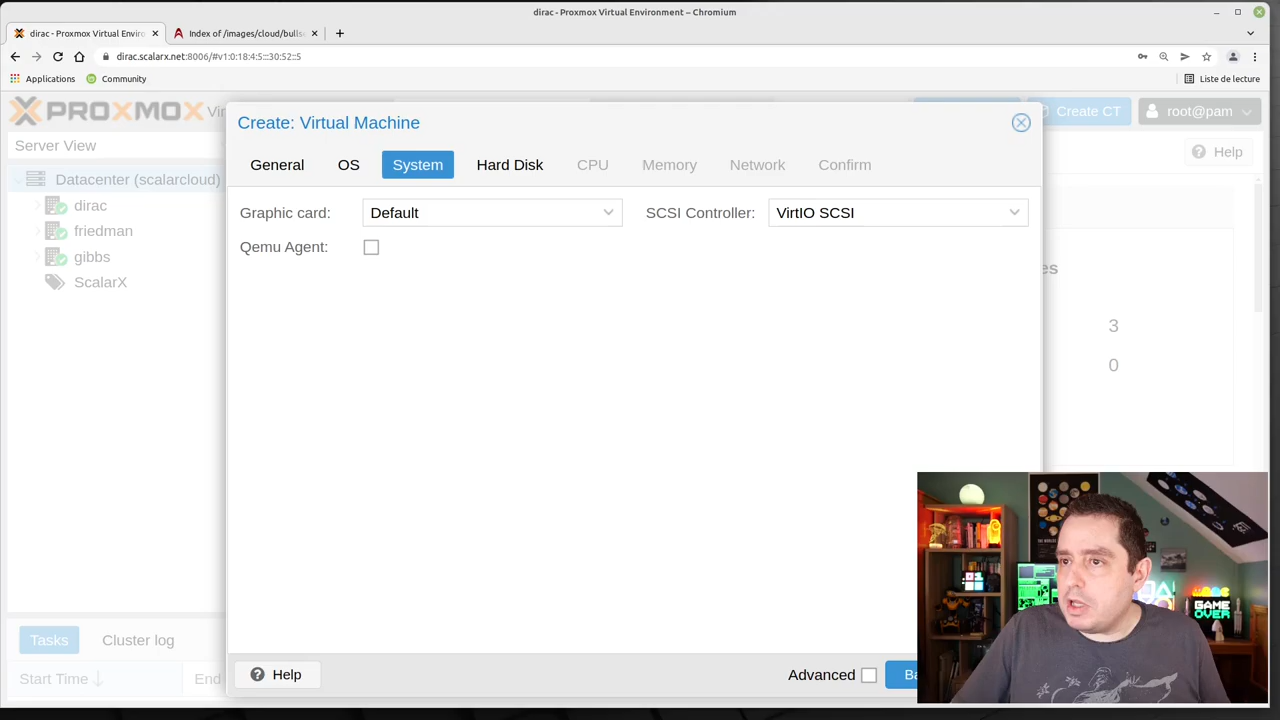 dirac - Proxmox Virtual Environment – Chromium
dirac - Proxmox Virtual Enviro
Index of /images/cloud/bulls
dirac.scalarx.net:8006/#v1:0:18:4:5::30:52::5
Applications
Community
Liste de lecture
PROXMOX
Create CT
root@pam
Create: Virtual Machine
Server View
Help
General
OS
System
Hard Disk
CPU
Memory
Network
Confirm
Datacenter (scalarcloud)
dirac
friedman
gibbs
ScalarX
Graphic card:
Default
SCSI Controller:
VirtIO SCSI
Qemu Agent:
3
0
GAME
OVER
Tasks
Cluster log
Start Time
End
Help
Advanced